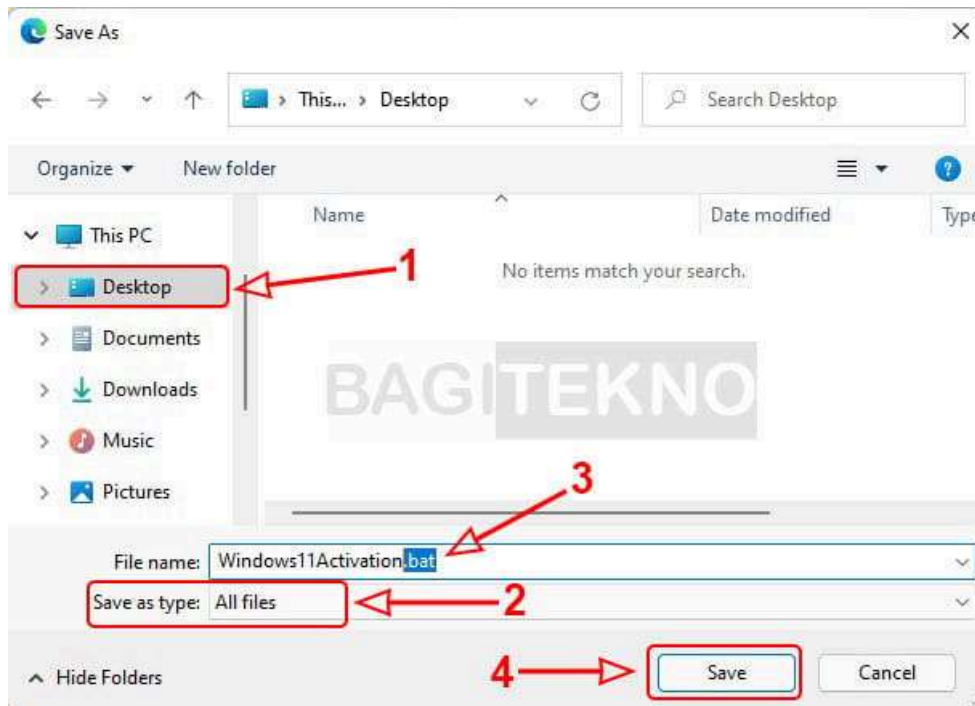 Save As
This... > Desktop
Search Desktop
Organize
New folder
Name
Date modified
Type
This PC
1
Desktop
No items match your search.
Documents
BAGITEKNO
Downloads
Music
3
Pictures
File name: Windows11Activation.bat
Save as type: All files
2
Hide Folders
4
Save
Cancel